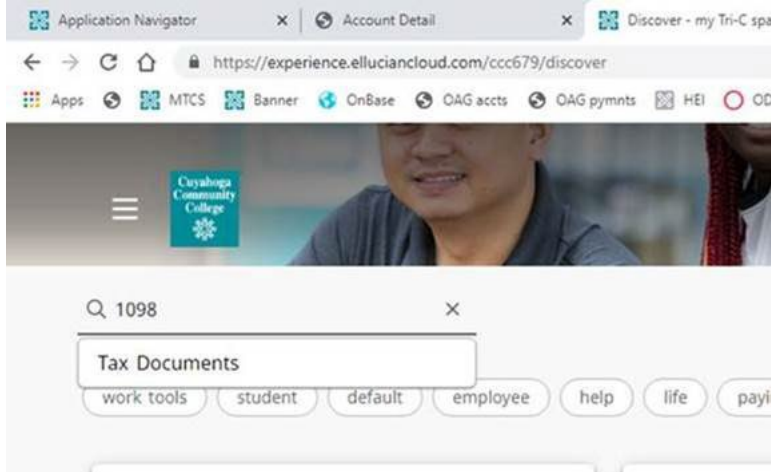 Application Navigator
Account Detail
Discover - my Tri-C spa
https://experience.elluciancloud.com/ccc679/discover
Apps MTCS Banner OnBase OAG accts OAG pymnts HEI OD
Cuyahoga
Community
College
1098
Tax Documents
work tools student default employee help life payi